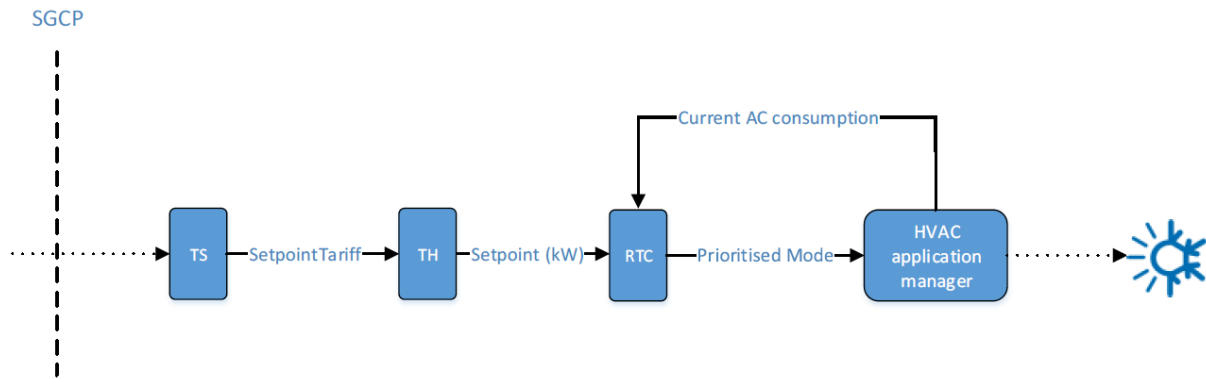 SGCP
Current AC consumption
TS
SetpointTariff
TH
Setpoint (kW)
RTC
Prioritised Mode
HVAC
application
manager